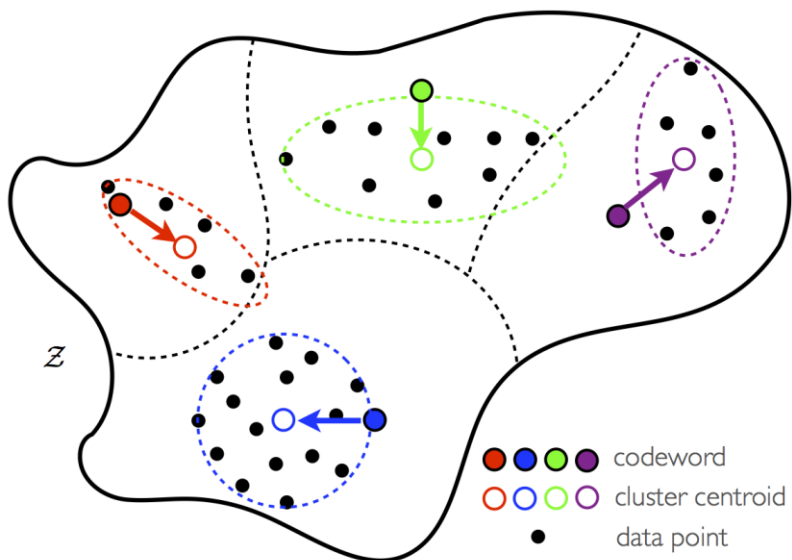 𝒵
codeword
cluster centroid
data point